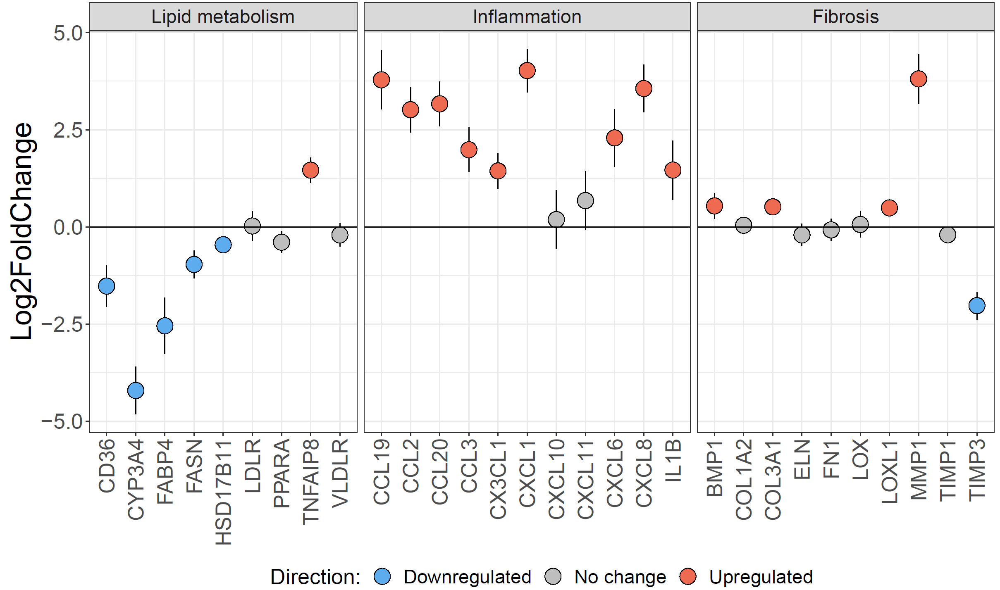 Lipid metabolism
Inflammation
Fibrosis
Log2FoldChange
5.0
2.5
0.0
−2.5
−5.0
CD36
CYP3A4
FABP4
FASN
HSD17B11
LDLR
PPARA
TNFAIP8
VLDLR
CCL19
CCL2
CCL20
CCL3
CX3CL1
CXCL1
CXCL10
CXCL11
CXCL6
CXCL8
IL1B
BMP1
COL1A2
COL3A1
ELN
FN1
LOX
LOXL1
MMP1
TIMP1
TIMP3
Direction: Downregulated No change Upregulated